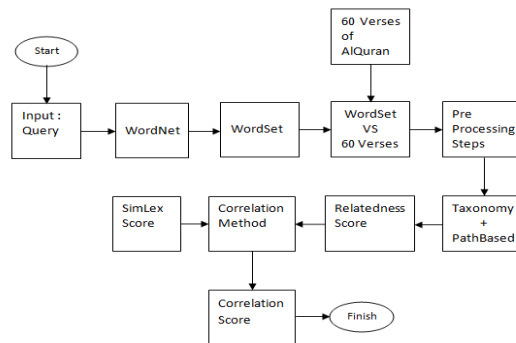 60 Verses
of
AlQuran
Start
Input :
Query
WordNet
WordSet
WordSet
VS
60 Verses
Pre
Processing
Steps
SimLex
Score
Correlation
Method
Relatedness
Score
Taxonomy
+
PathBased
Correlation
Score
Finish